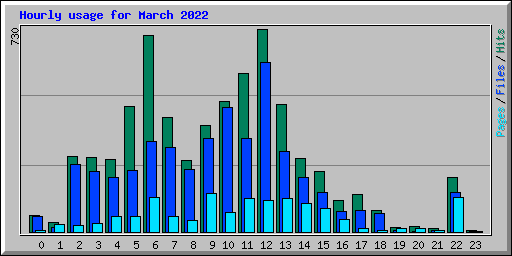 Hourly usage for March 2022
730
Pages/Files/Hits
0 1 2 3 4 5 6 7 8 9 10 11 12 13 14 15 16 17 18 19 20 21 22 23